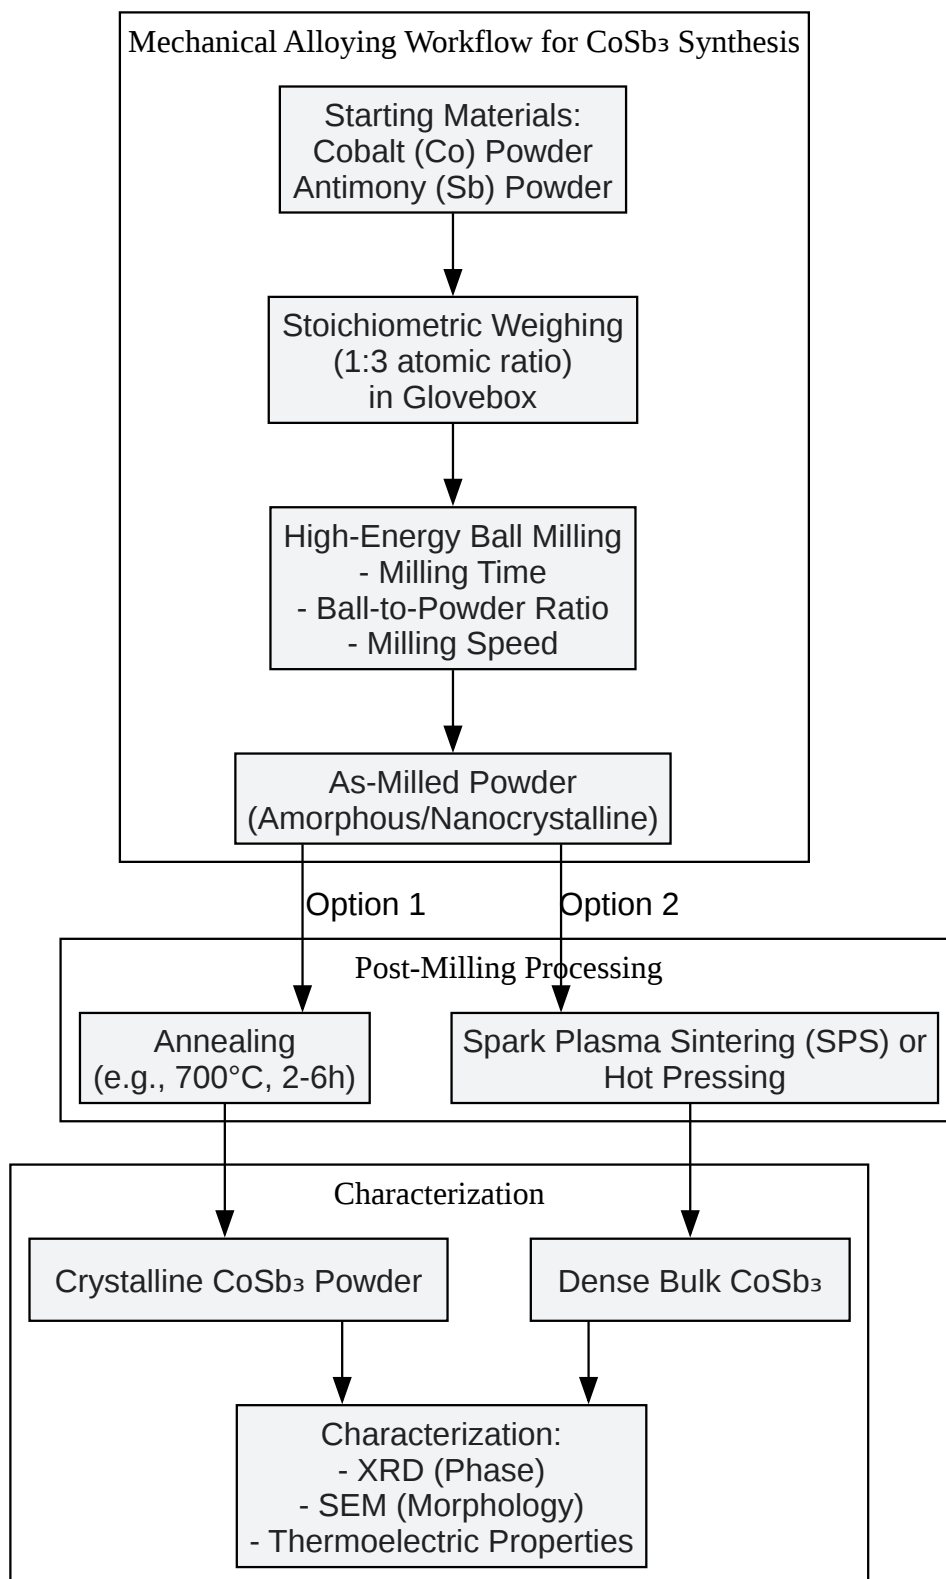 Mechanical Alloying Workflow for CoSb₃ Synthesis
Starting Materials:
Cobalt (Co) Powder
Antimony (Sb) Powder
Stoichiometric Weighing
(1:3 atomic ratio)
in Glovebox
High-Energy Ball Milling
- Milling Time
- Ball-to-Powder Ratio
- Milling Speed
As-Milled Powder
(Amorphous/Nanocrystalline)
Option 1
Option 2
Post-Milling Processing
Annealing
(e.g., 700°C, 2-6h)
Spark Plasma Sintering (SPS) or
Hot Pressing
Characterization
Crystalline CoSb₃ Powder
Dense Bulk CoSb₃
Characterization:
- XRD (Phase)
- SEM (Morphology)
- Thermoelectric Properties